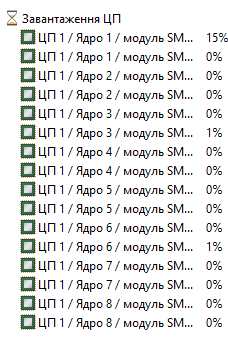 Завантаження ЦП
ЦП 1 / Ядро 1 / модуль SM... 15%
ЦП 1 / Ядро 1 / модуль SM... 0%
ЦП 1 / Ядро 2 / модуль SM... 0%
ЦП 1 / Ядро 2 / модуль SM... 0%
ЦП 1 / Ядро 3 / модуль SM... 0%
ЦП 1 / Ядро 3 / модуль SM... 1%
ЦП 1 / Ядро 4 / модуль SM... 0%
ЦП 1 / Ядро 4 / модуль SM... 0%
ЦП 1 / Ядро 5 / модуль SM... 0%
ЦП 1 / Ядро 5 / модуль SM... 0%
ЦП 1 / Ядро 6 / модуль SM... 0%
ЦП 1 / Ядро 6 / модуль SM... 1%
ЦП 1 / Ядро 7 / модуль SM... 0%
ЦП 1 / Ядро 7 / модуль SM... 0%
ЦП 1 / Ядро 8 / модуль SM... 0%
ЦП 1 / Ядро 8 / модуль SM... 0%